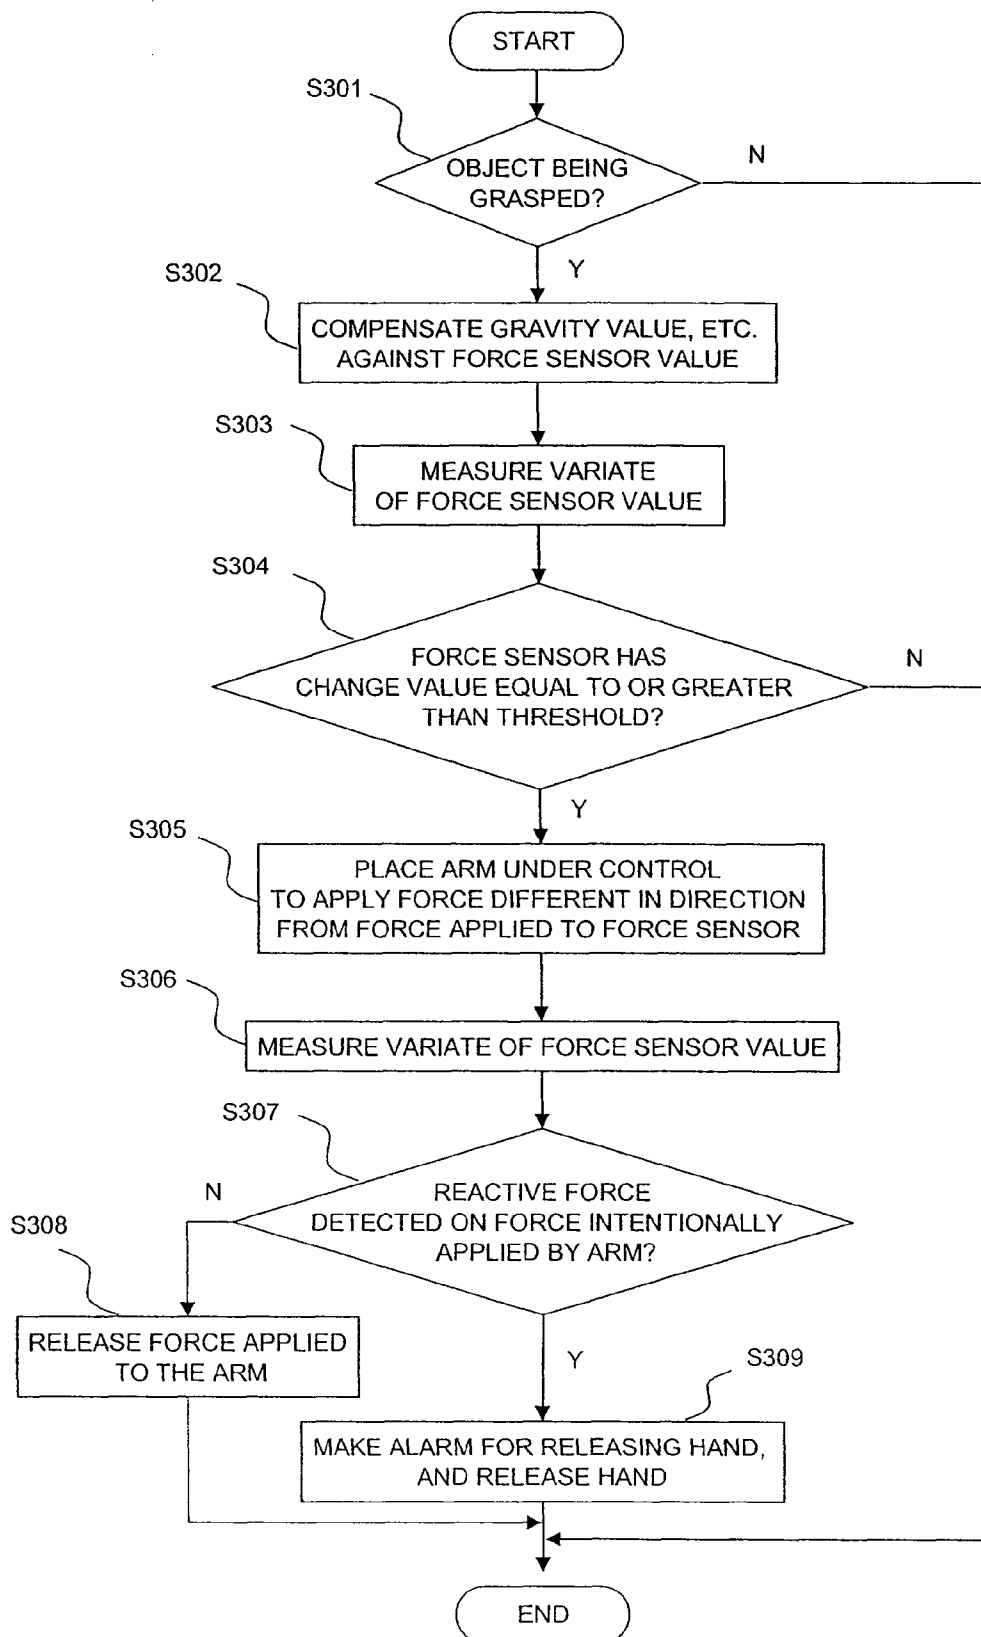 START
S301
OBJECT BEING
GRASPED?
N
Y
S302
COMPENSATE GRAVITY VALUE, ETC.
AGAINST FORCE SENSOR VALUE
S303
MEASURE VARIATE
OF FORCE SENSOR VALUE
S304
FORCE SENSOR HAS
CHANGE VALUE EQUAL TO OR GREATER
THAN THRESHOLD?
N
Y
S305
PLACE ARM UNDER CONTROL
TO APPLY FORCE DIFFERENT IN DIRECTION
FROM FORCE APPLIED TO FORCE SENSOR
S306
MEASURE VARIATE OF FORCE SENSOR VALUE
S307
REACTIVE FORCE
DETECTED ON FORCE INTENTIONALLY
APPLIED BY ARM?
N
S308
RELEASE FORCE APPLIED
TO THE ARM
Y
S309
MAKE ALARM FOR RELEASING HAND,
AND RELEASE HAND
END